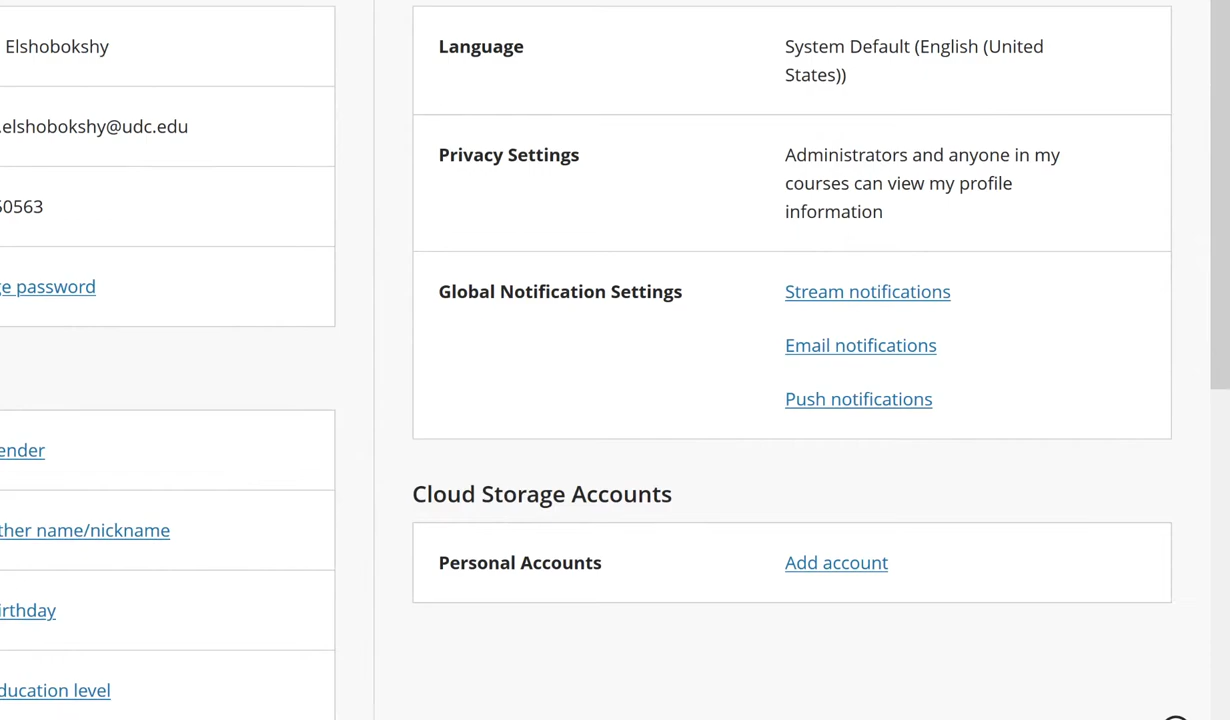 Elshobokshy
.elshobokshy@udc.edu
60563
ge password
ender
ther name/nickname
irthday
ducation level
Language
System Default (English (United
States))
Privacy Settings
Administrators and anyone in my
courses can view my profile
information
Global Notification Settings
Stream notifications
Email notifications
Push notifications
Cloud Storage Accounts
Personal Accounts
Add account